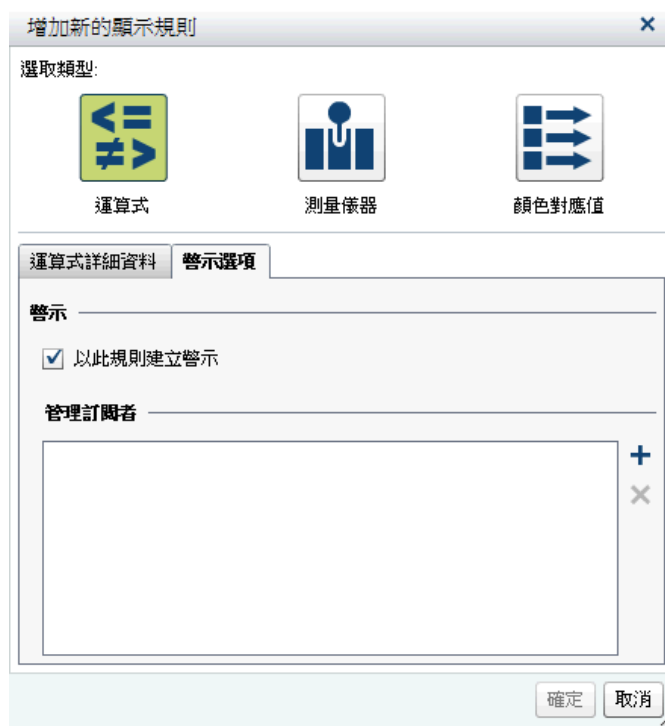 增加新的顯示規則
選取類型:
運算式 測量儀器 顏色對應值
運算式詳細資料 警示選項
警示
以此規則建立警示
管理訂閱者
確定 取消